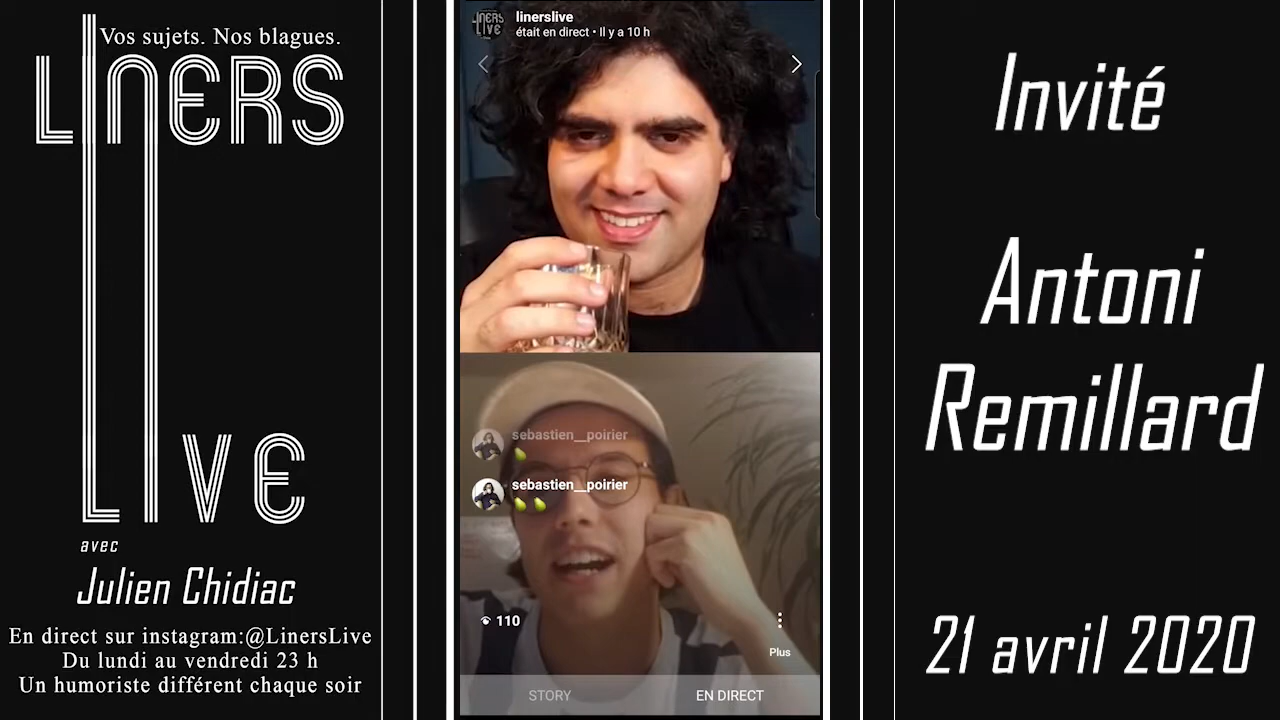 Vos sujets. Nos blagues.
LINERS
LIVE
avec
Julien Chidiac
En direct sur instagram:@LinersLive
Du lundi au vendredi 23 h
Un humoriste différent chaque soir
LINERS
LIVE
linerslive
était en direct • Il y a 10 h
sebastien__poirier
sebastien__poirier
110
Plus
STORY
EN DIRECT
Invité
Antoni
Remillard
21 avril 2020